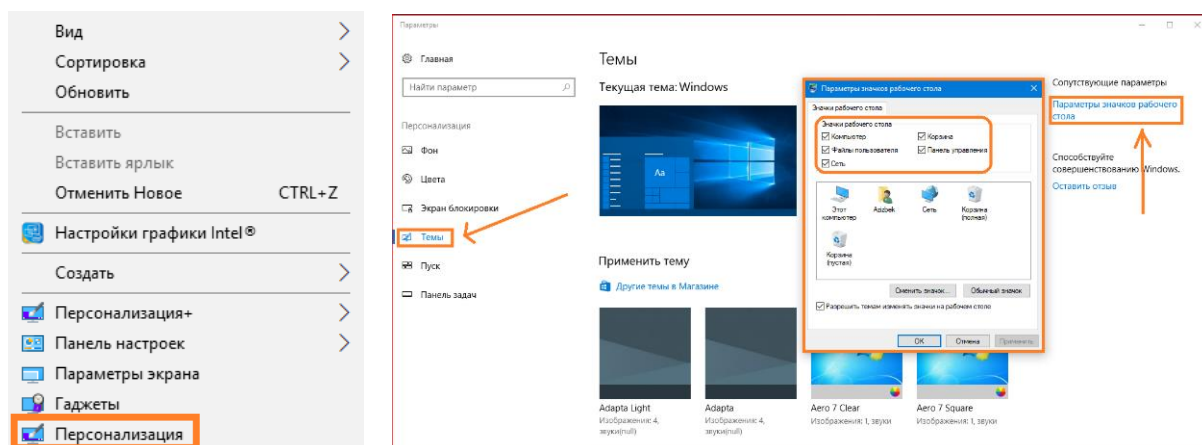 Вид
Сортировка
Обновить
Вставить
Вставить ярлык
Отменить Новое CTRL+Z
Настройки графики Intel®
Создать
Персонализация+
Панель настроек
Параметры экрана
Гаджеты
Персонализация
Параметры
Главная
Найти параметр
Персонализация
Фон
Цвета
Экран блокировки
Темы
Пуск
Панель задач
Темы
Текущая тема: Windows
Aa
Применить тему
Другие темы в Магазине
Adapta Light
Изображения: 4,
звуки(null)
Adapta
Изображения: 4,
звуки(null)
Aero 7 Clear
Изображения: 1, звуки
Aero 7 Square
Изображения: 1, звуки
Параметры значков рабочего стола
Значки рабочего стола
Значки рабочего стола
Компьютер
Корзина
Файлы пользователя
Панель управления
Сеть
Этот
компьютер
Azizbek
Сеть
Корзина
(полная)
Корзина
(пустая)
Сменить значок...
Обычный значок
Разрешить темам изменять значки на рабочем столе
ОК
Отмена
Применить
Сопутствующие параметры
Параметры значков рабочего
стола
Способствуйте
совершенствованию Windows.
Оставить отзыв